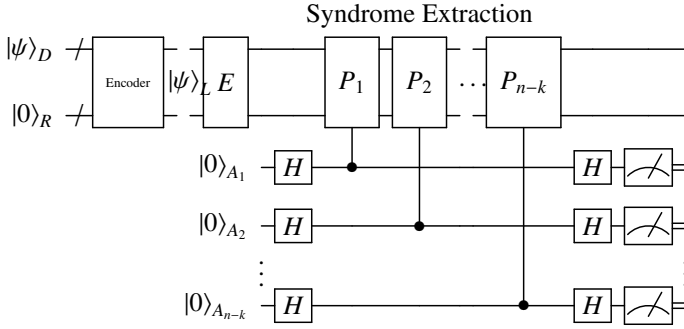 Syndrome Extraction
|ψ⟩_D Encoder |ψ⟩_L E P_1 P_2 ⋯ P_{n−k}
|0⟩_R
|0⟩_{A_1} H H
|0⟩_{A_2} H H
⋮ ⋮
|0⟩_{A_{n-k}} H H